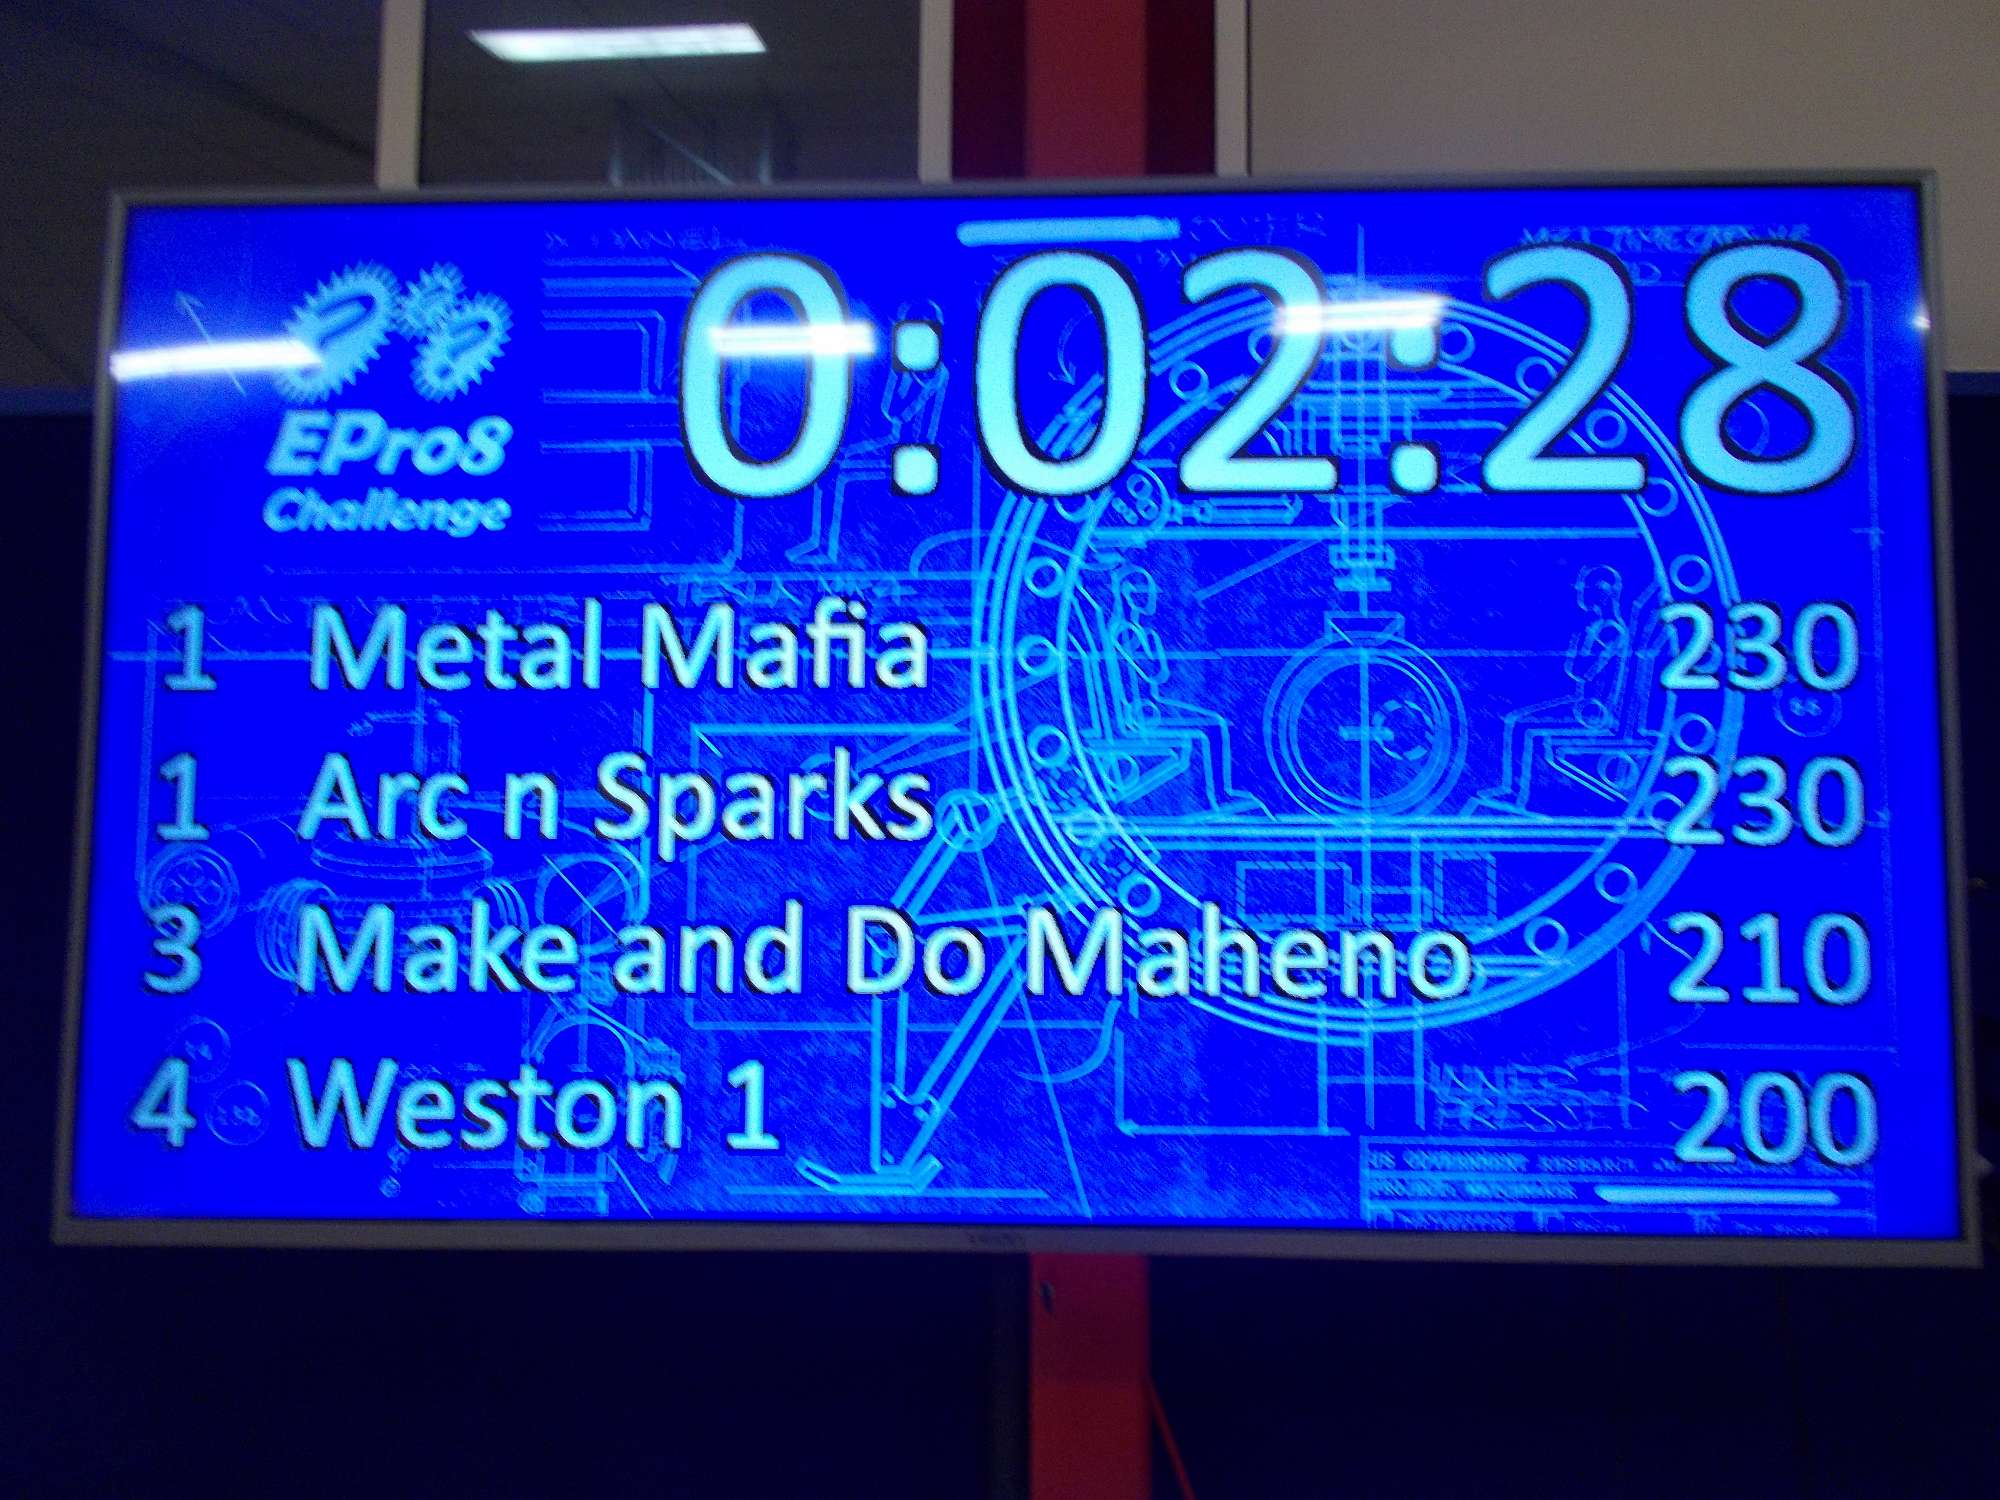 0:02:28
EPro8
Challenge
1 Metal Mafia 230
1 Arc n Sparks 230
3 Make and Do Maheno 210
4 Weston 1 200